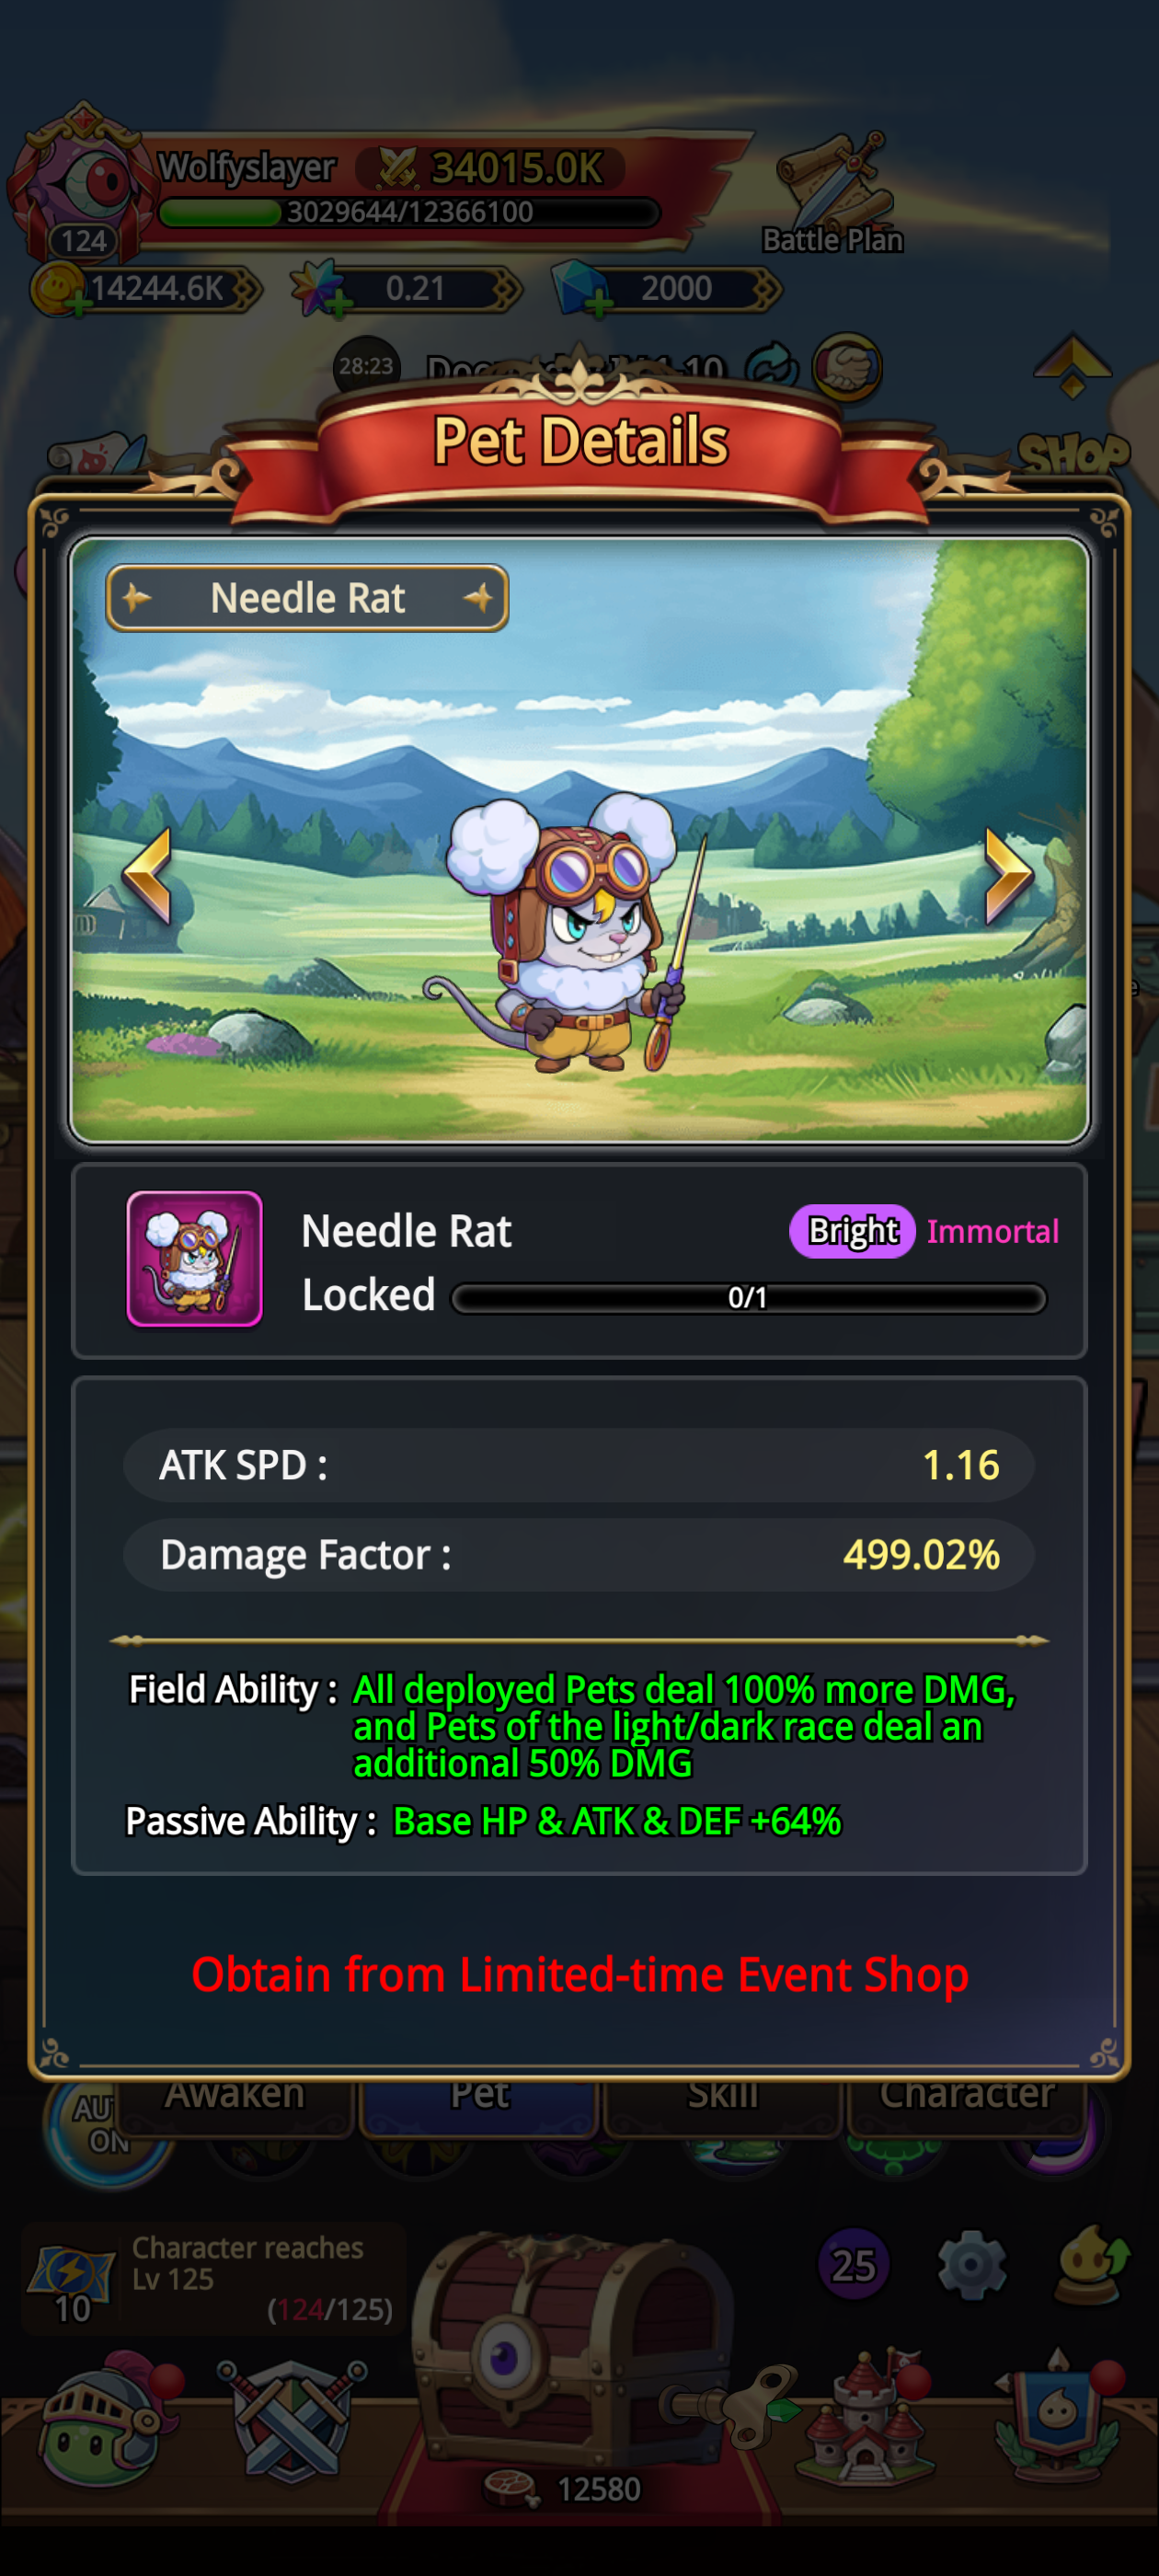 Wolfyslayer
34015.0K
3029644/12366100
124
Battle Plan
14244.6K
0.21
2000
28:23
SHOP
Pet Details
Needle Rat
Needle Rat
Bright
Immortal
Locked
0/1
ATK SPD :
1.16
Damage Factor :
499.02%
Field Ability : All deployed Pets deal 100% more DMG,
and Pets of the light/dark race deal an
additional 50% DMG
Passive Ability : Base HP & ATK & DEF +64%
Obtain from Limited-time Event Shop
Awaken
Pet
Skill
Character
ON
Character reaches
Lv 125
(124/125)
10
25
12580